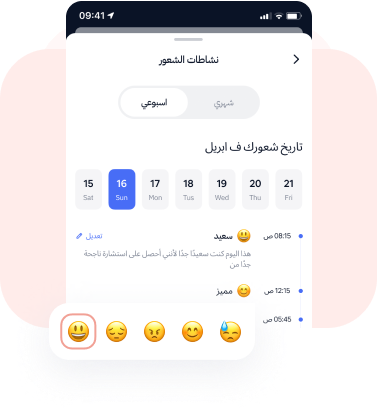 09:41
نشاطات الشعور
شهري
اسبوعي
تاريخ شعورك ف ابريل
21 20 19 18 17 16 15
Fri Thu Wed Tus Mon Sun Sat
08:15 ص
سعيد
تعديل
هذا اليوم كنت سعيدًا جدًا لأنني أحصل على استشارة ناجحة
جدًا من
12:15 ص
مميز
05:45 ص